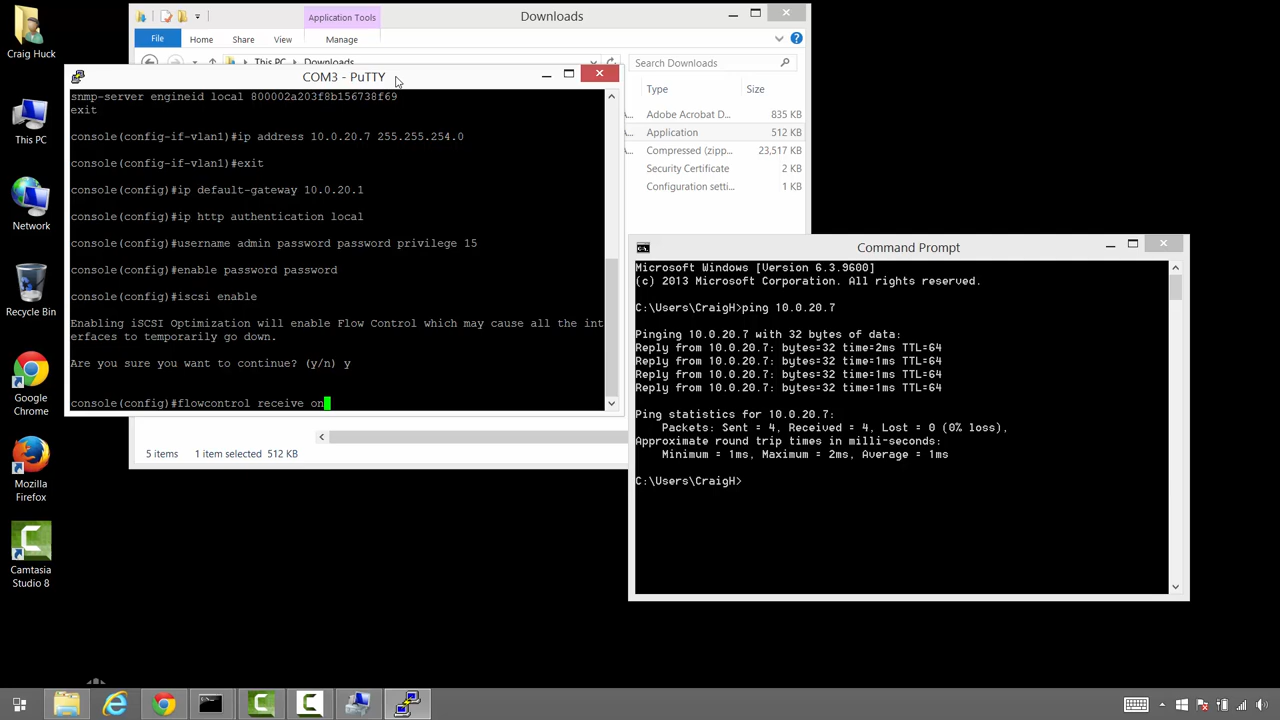 Craig Huck
This PC
Network
Recycle Bin
Google
Chrome
Mozilla
Firefox
Camtasia
Studio 8
Application Tools
Downloads
File
Home
Share
View
Manage
This PC
Downloads
Search Downloads
Type
Size
Adobe Acrobat D...
835 KB
Application
512 KB
Compressed (zipp...
23,517 KB
Security Certificate
2 KB
Configuration setti...
1 KB
5 items
1 item selected 512 KB
COM3 - PuTTY
snmp-server engineid local 800002a203f8b156738f69
exit
console(config-if-vlan1)#ip address 10.0.20.7 255.255.254.0
console(config-if-vlan1)#exit
console(config)#ip default-gateway 10.0.20.1
console(config)#ip http authentication local
console(config)#username admin password password privilege 15
console(config)#enable password password
console(config)#iscsi enable
Enabling iSCSI Optimization will enable Flow Control which may cause all the int
erfaces to temporarily go down.
Are you sure you want to continue? (y/n) y
console(config)#flowcontrol receive on
Command Prompt
Microsoft Windows [Version 6.3.9600]
(c) 2013 Microsoft Corporation. All rights reserved.
C:\Users\CraigH>ping 10.0.20.7
Pinging 10.0.20.7 with 32 bytes of data:
Reply from 10.0.20.7: bytes=32 time=2ms TTL=64
Reply from 10.0.20.7: bytes=32 time=1ms TTL=64
Reply from 10.0.20.7: bytes=32 time=1ms TTL=64
Reply from 10.0.20.7: bytes=32 time=1ms TTL=64
Ping statistics for 10.0.20.7:
Packets: Sent = 4, Received = 4, Lost = 0 (0% loss),
Approximate round trip times in milli-seconds:
Minimum = 1ms, Maximum = 2ms, Average = 1ms
C:\Users\CraigH>